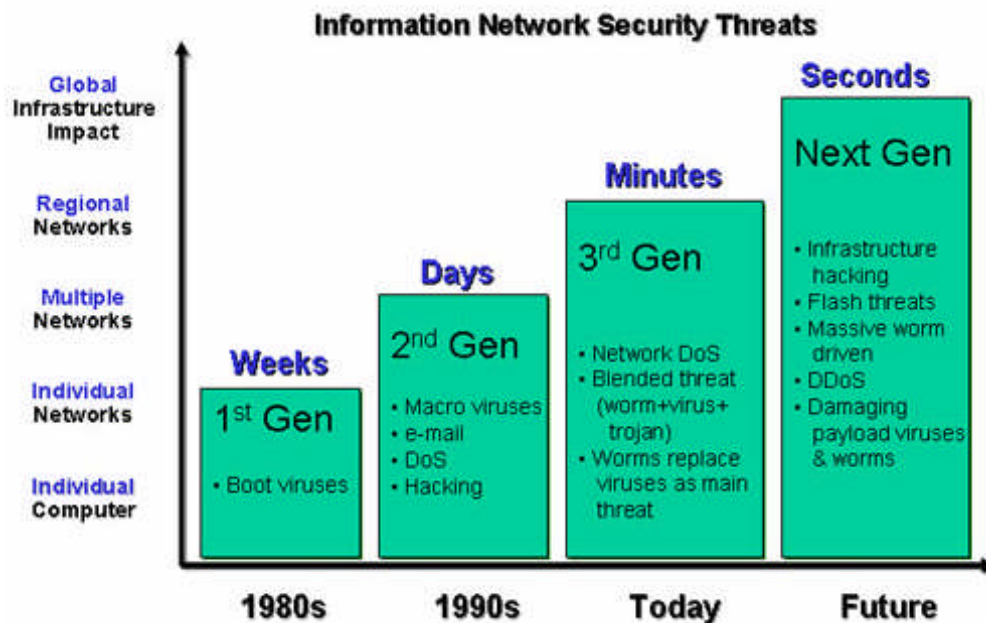 Information Network Security Threats
Global
Infrastructure
Impact
Regional
Networks
Multiple
Networks
Individual
Networks
Individual
Computer
Weeks
1st Gen
• Boot viruses
1980s
Days
2nd Gen
• Macro viruses
• e-mail
• DoS
• Hacking
1990s
Minutes
3rd Gen
• Network DoS
• Blended threat
(worm+virus+
trojan)
• Worms replace
viruses as main
threat
Today
Seconds
Next Gen
• Infrastructure
hacking
• Flash threats
• Massive worm
driven
• DDoS
• Damaging
payload viruses
& worms
Future